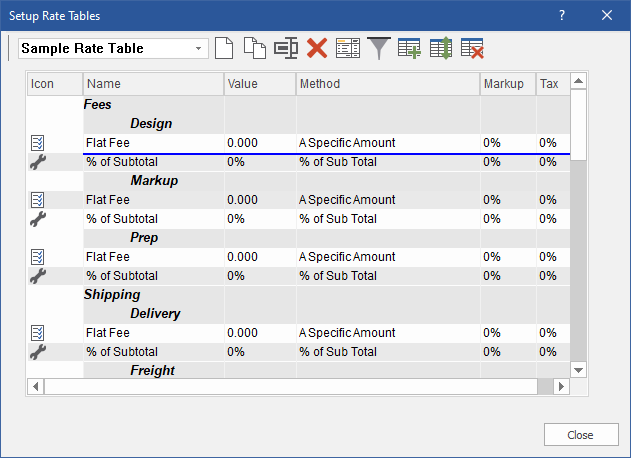 Setup Rate Tables
Sample Rate Table
Icon Name Value Method Markup Tax
Fees
Design
Flat Fee 0.000 A Specific Amount 0% 0%
% of Subtotal 0% % of Sub Total 0% 0%
Markup
Flat Fee 0.000 A Specific Amount 0% 0%
% of Subtotal 0% % of Sub Total 0% 0%
Prep
Flat Fee 0.000 A Specific Amount 0% 0%
% of Subtotal 0% % of Sub Total 0% 0%
Shipping
Delivery
Flat Fee 0.000 A Specific Amount 0% 0%
% of Subtotal 0% % of Sub Total 0% 0%
Freight
Close